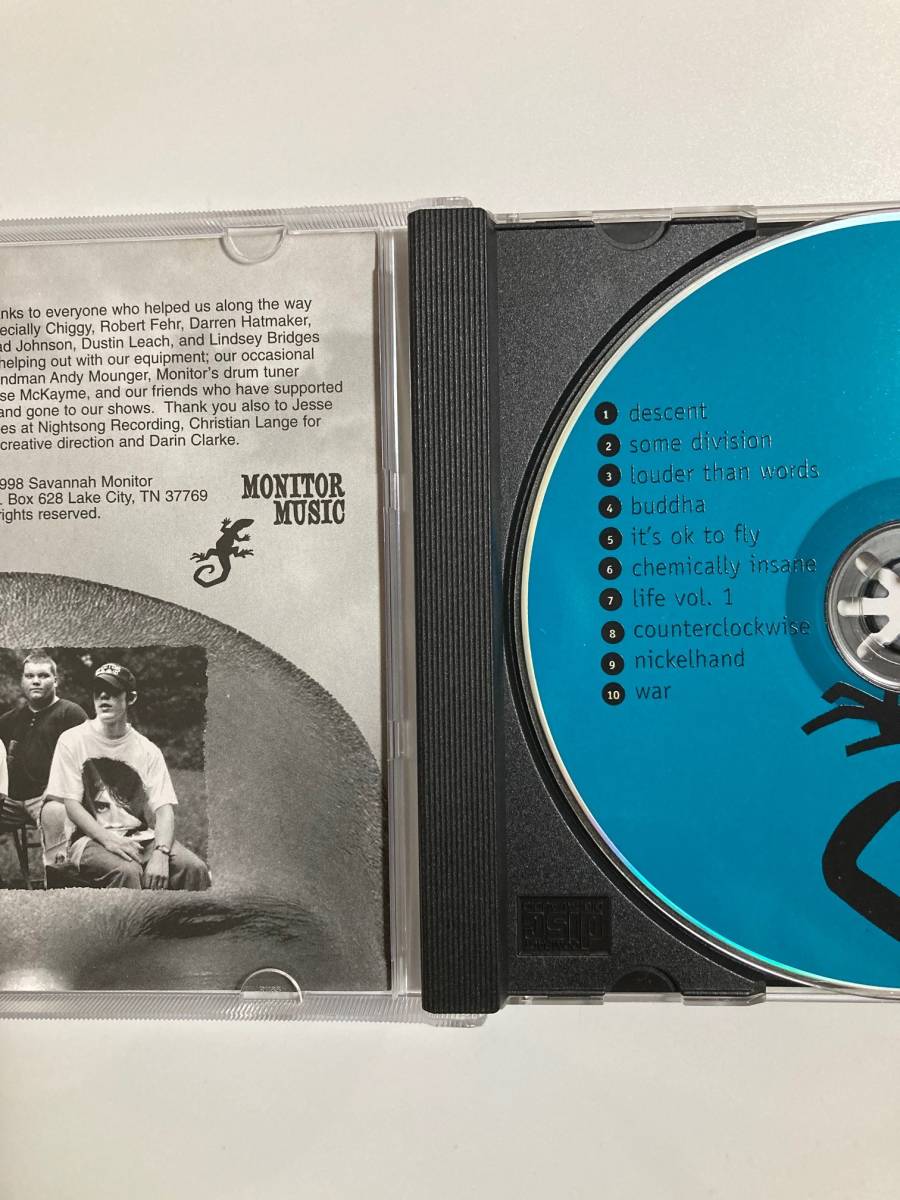 nks to everyone who helped us along the way
ecially Chiggy, Robert Fehr, Darren Hatmaker,
ad Johnson, Dustin Leach, and Lindsey Bridges
helping out with our equipment; our occasional
ndman Andy Mounger, Monitor's drum tuner
se McKayme, and our friends who have supported
and gone to our shows. Thank you also to Jesse
es at Nightsong Recording, Christian Lange for
creative direction and Darin Clarke.
998 Savannah Monitor
. Box 628 Lake City, TN 37769
rights reserved.
MONITOR
MUSIC
1 descent
2 some division
3 louder than words
4 buddha
5 it's ok to fly
6 chemically insane
7 life vol. 1
8 counterclockwise
9 nickelhand
10 war